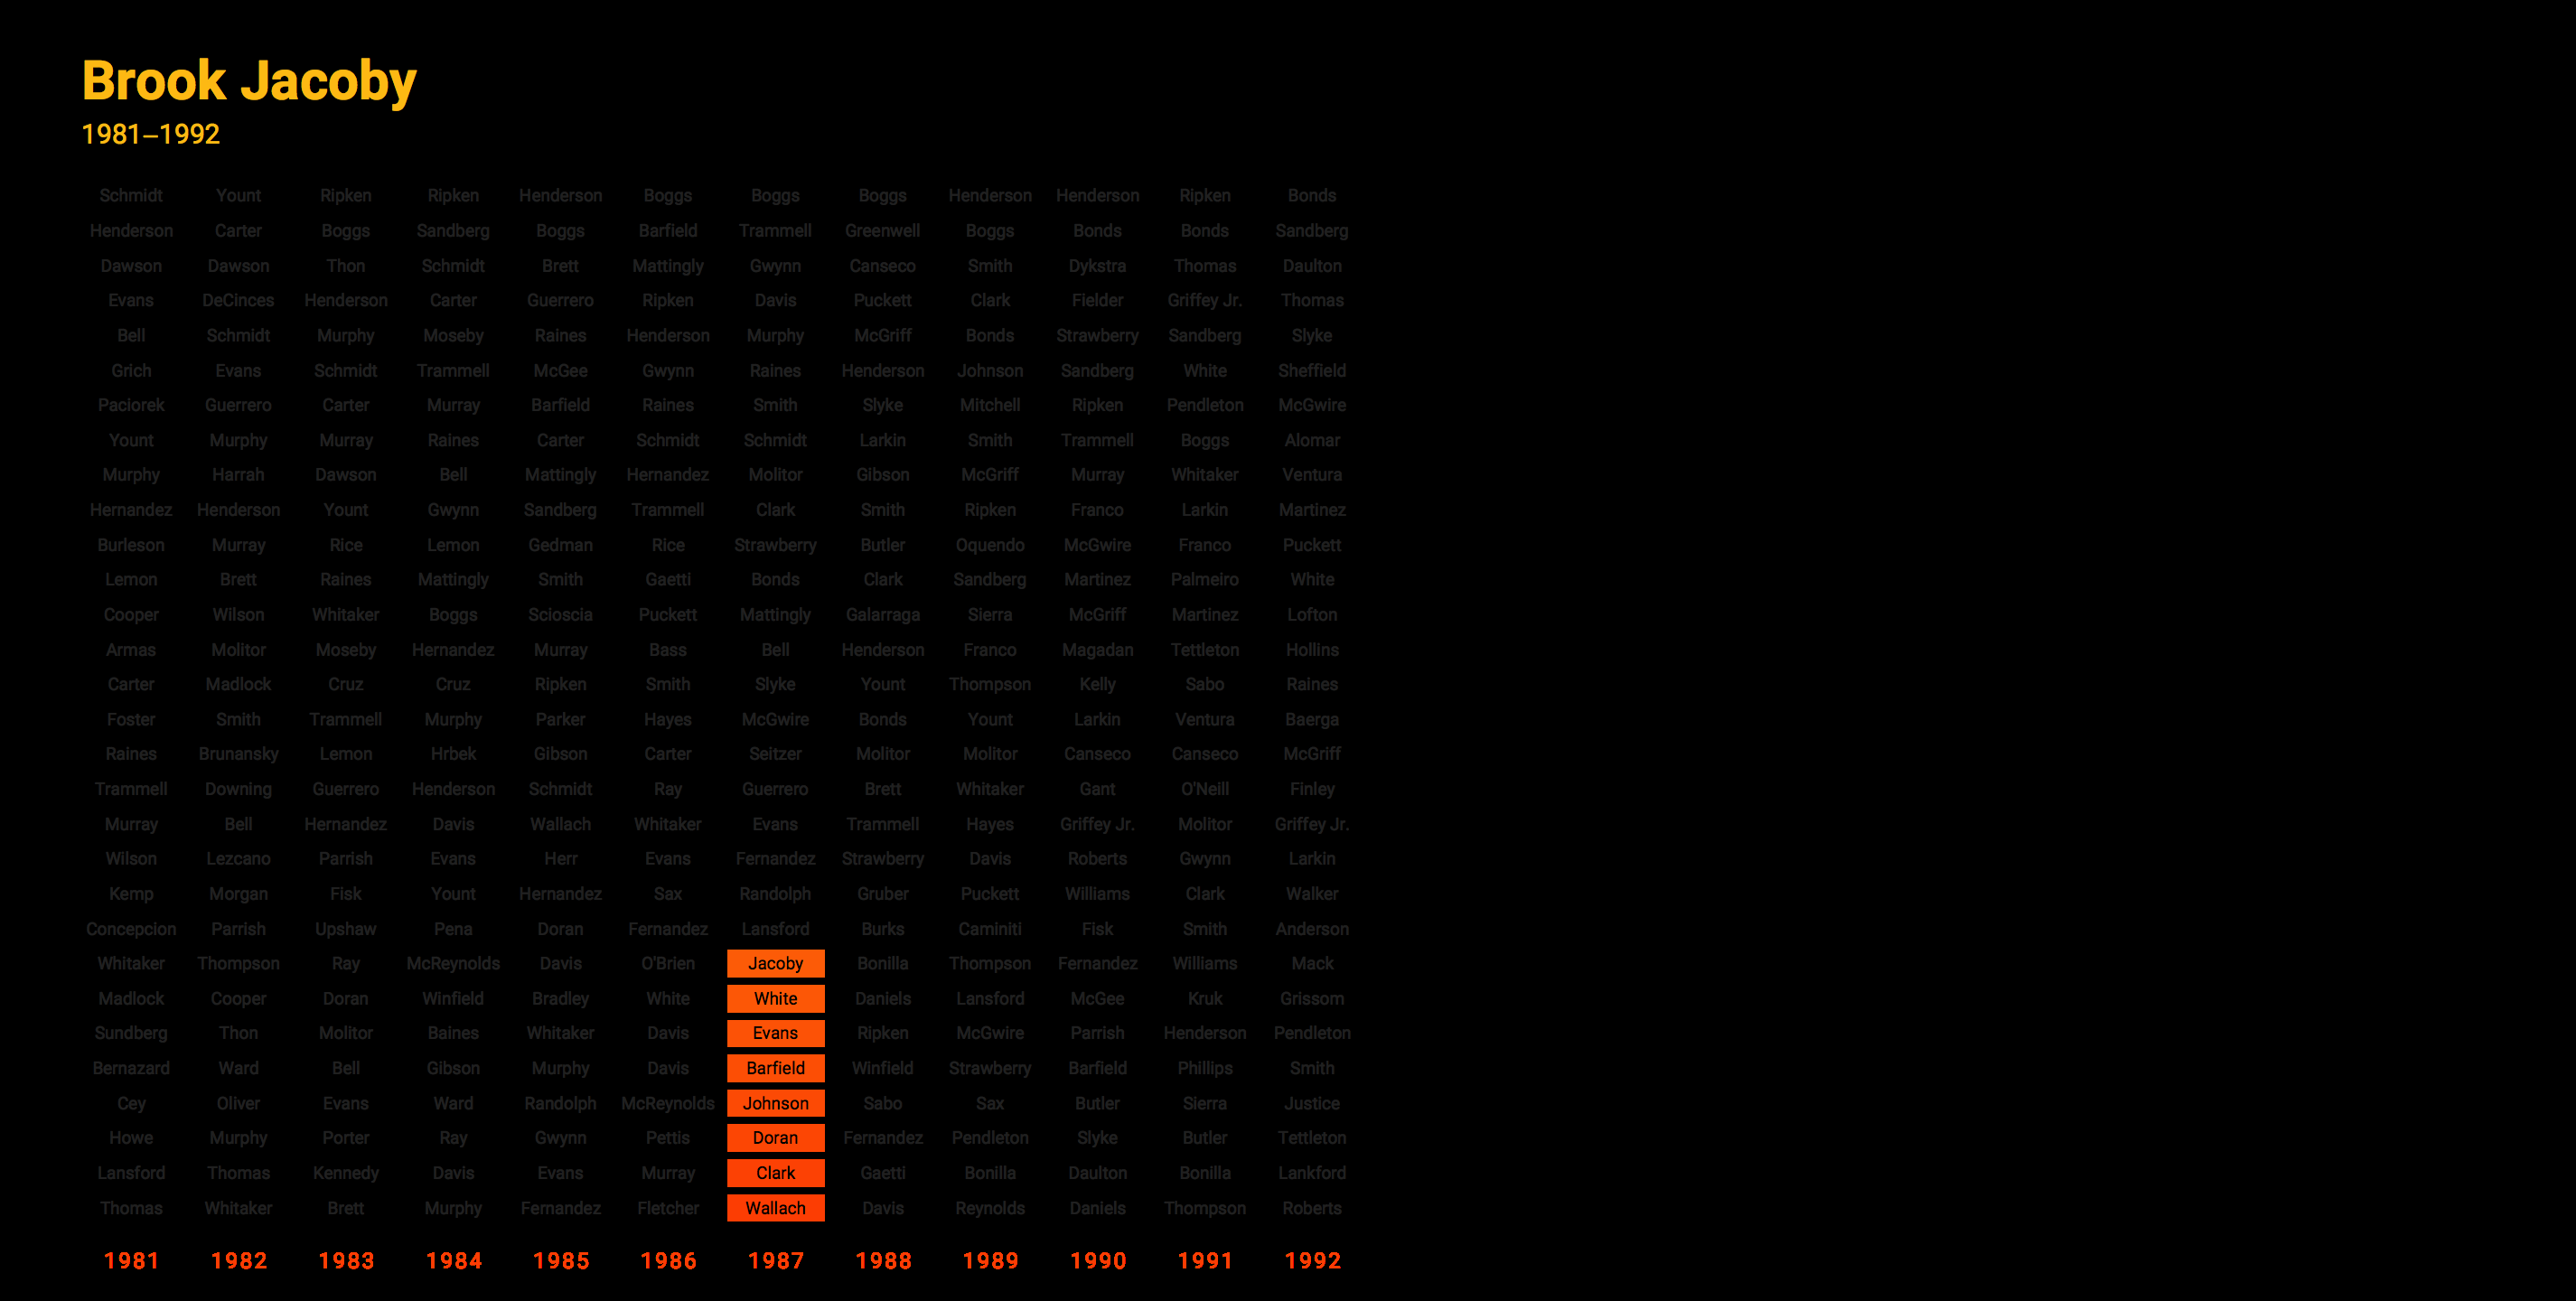 Brook Jacoby
1981–1992
Schmidt Yount Ripken Ripken Henderson Boggs Boggs Boggs Henderson Henderson Ripken Bonds
Henderson Carter Boggs Sandberg Boggs Barfield Trammell Greenwell Boggs Bonds Bonds Sandberg
Dawson Dawson Thon Schmidt Brett Mattingly Gwynn Canseco Smith Dykstra Thomas Daulton
Evans DeCinces Henderson Carter Guerrero Ripken Davis Puckett Clark Fielder Griffey Jr. Thomas
Bell Schmidt Murphy Moseby Raines Henderson Murphy McGriff Bonds Strawberry Sandberg Slyke
Grich Evans Schmidt Trammell McGee Gwynn Raines Henderson Johnson Sandberg White Sheffield
Paciorek Guerrero Carter Murray Barfield Raines Smith Slyke Mitchell Ripken Pendleton McGwire
Yount Murphy Murray Raines Carter Schmidt Schmidt Larkin Smith Trammell Boggs Alomar
Murphy Harrah Dawson Bell Mattingly Hernandez Molitor Gibson McGriff Murray Whitaker Ventura
Hernandez Henderson Yount Gwynn Sandberg Trammell Clark Smith Ripken Franco Larkin Martinez
Burleson Murray Rice Lemon Gedman Rice Strawberry Butler Oquendo McGwire Franco Puckett
Lemon Brett Raines Mattingly Smith Gaetti Bonds Clark Sandberg Martinez Palmeiro White
Cooper Wilson Whitaker Boggs Scioscia Puckett Mattingly Galarraga Sierra McGriff Martinez Lofton
Armas Molitor Moseby Hernandez Murray Bass Bell Henderson Franco Magadan Tettleton Hollins
Carter Madlock Cruz Cruz Ripken Smith Slyke Yount Thompson Kelly Sabo Raines
Foster Smith Trammell Murphy Parker Hayes McGwire Bonds Yount Larkin Ventura Baerga
Raines Brunansky Lemon Hrbek Gibson Carter Seitzer Molitor Molitor Canseco Canseco McGriff
Trammell Downing Guerrero Henderson Schmidt Ray Guerrero Brett Whitaker Gant O'Neill Finley
Murray Bell Hernandez Davis Wallach Whitaker Evans Trammell Hayes Griffey Jr. Molitor Griffey Jr.
Wilson Lezcano Parrish Evans Herr Evans Fernandez Strawberry Davis Roberts Gwynn Larkin
Kemp Morgan Fisk Yount Hernandez Sax Randolph Gruber Puckett Williams Clark Walker
Concepcion Parrish Upshaw Pena Doran Fernandez Lansford Burks Caminiti Fisk Smith Anderson
Whitaker Thompson Ray McReynolds Davis O'Brien Jacoby Bonilla Thompson Fernandez Williams Mack
Madlock Cooper Doran Winfield Bradley White White Daniels Lansford McGee Kruk Grissom
Sundberg Thon Molitor Baines Whitaker Davis Evans Ripken McGwire Parrish Henderson Pendleton
Bernazard Ward Bell Gibson Murphy Davis Barfield Winfield Strawberry Barfield Phillips Smith
Cey Oliver Evans Ward Randolph McReynolds Johnson Sabo Sax Butler Sierra Justice
Howe Murphy Porter Ray Gwynn Pettis Doran Fernandez Pendleton Slyke Butler Tettleton
Lansford Thomas Kennedy Davis Evans Murray Clark Gaetti Bonilla Daulton Bonilla Lankford
Thomas Whitaker Brett Murphy Fernandez Fletcher Wallach Davis Reynolds Daniels Thompson Roberts
1981 1982 1983 1984 1985 1986 1987 1988 1989 1990 1991 1992